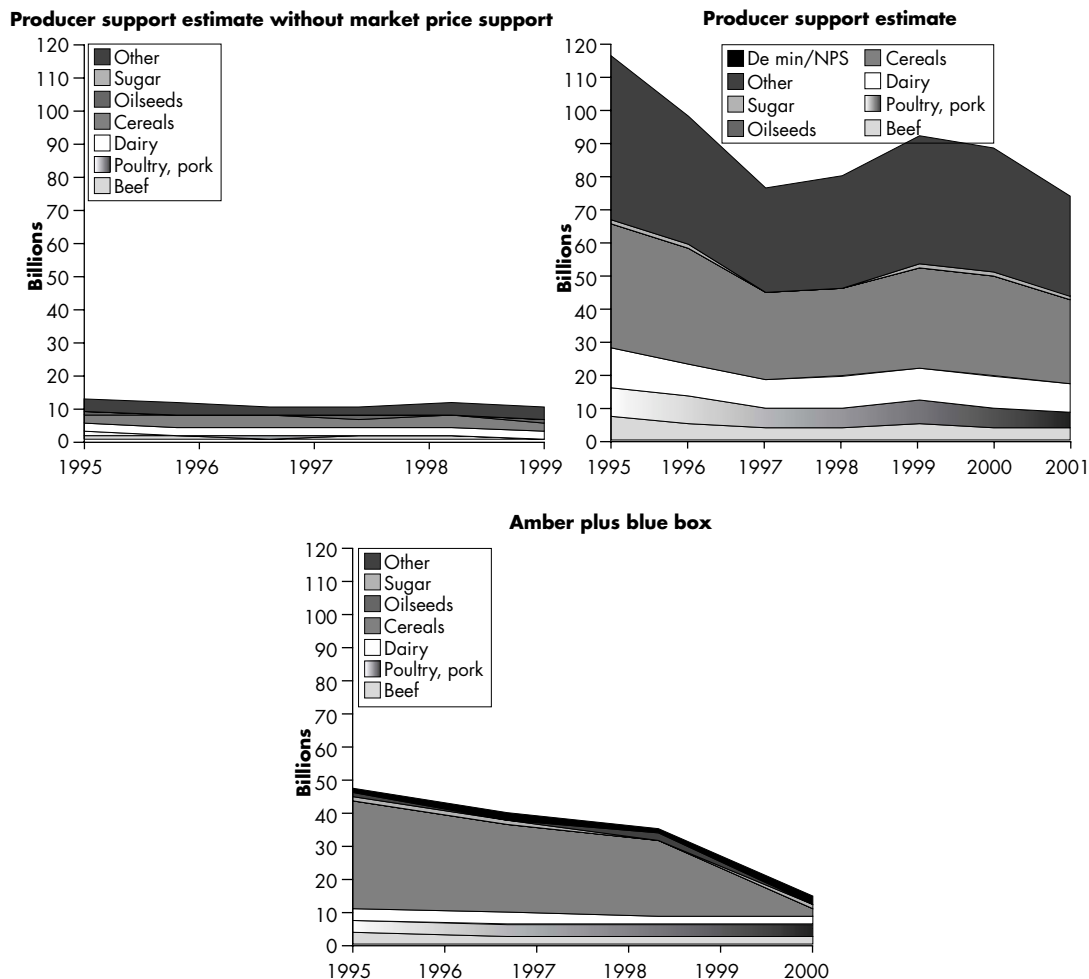 Producer support estimate without market price support
120
110
100
90
80
70
60
50
40
30
20
10
0
Billions
Other
Sugar
Oilseeds
Cereals
Dairy
Poultry, pork
Beef
1995 1996 1997 1998 1999
Producer support estimate
120
110
100
90
80
70
60
50
40
30
20
10
0
Billions
De min/NPS Cereals
Other Dairy
Sugar Poultry, pork
Oilseeds Beef
1995 1996 1997 1998 1999 2000 2001
Amber plus blue box
120
110
100
90
80
70
60
50
40
30
20
10
0
Billions
Other
Sugar
Oilseeds
Cereals
Dairy
Poultry, pork
Beef
1995 1996 1997 1998 1999 2000